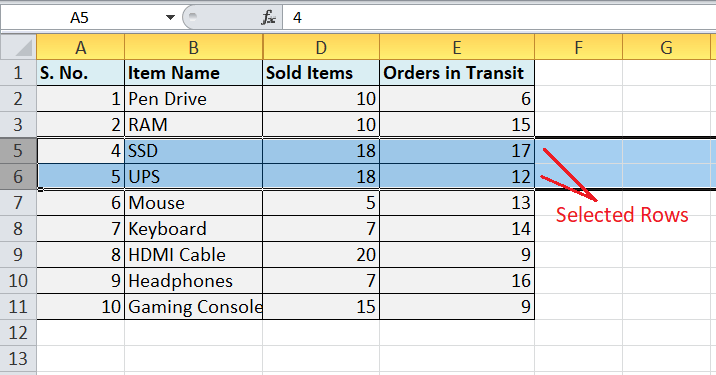 A5 fx 4
A B D E F G
1 S. No. Item Name Sold Items Orders in Transit
2 1 Pen Drive 10 6
3 2 RAM 10 15
5 4 SSD 18 17
6 5 UPS 18 12
7 6 Mouse 5 13
Selected Rows
8 7 Keyboard 7 14
9 8 HDMI Cable 20 9
10 9 Headphones 7 16
11 10 Gaming Console 15 9
12
13